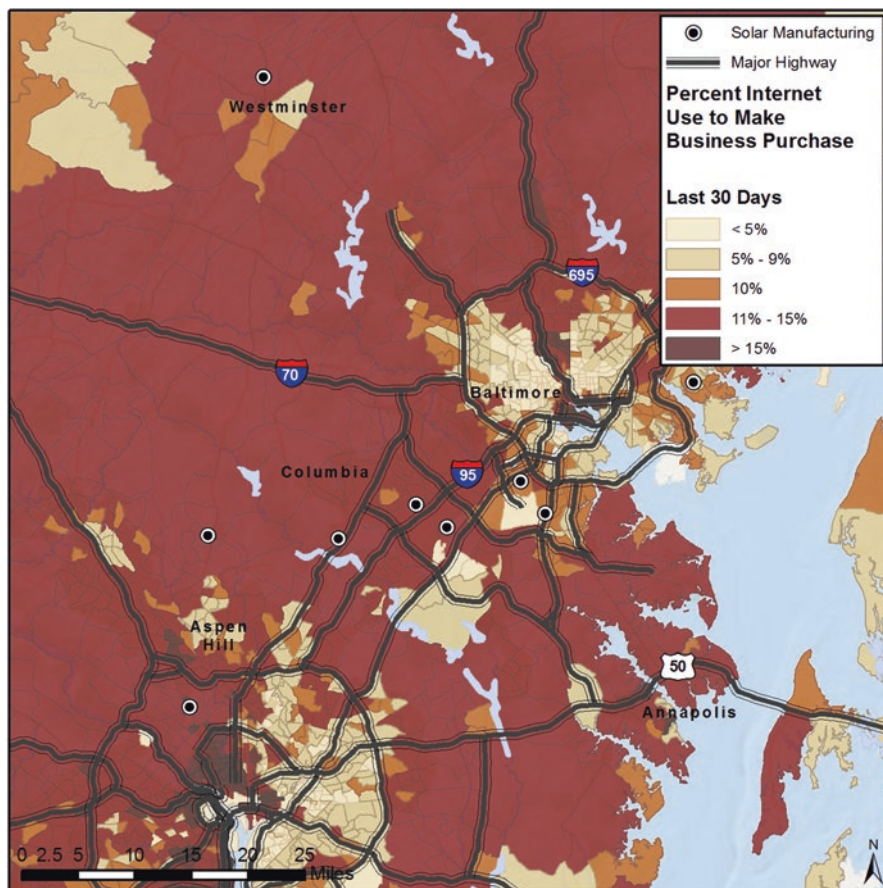 Solar Manufacturing
Major Highway
Percent Internet
Use to Make
Business Purchase
Last 30 Days
< 5%
5% - 9%
10%
11% - 15%
> 15%
Westminster
695
70
Baltimore
Columbia
95
Aspen
Hill
50
Annapolis
0 2.5 5 10 15 20 25
Miles
N